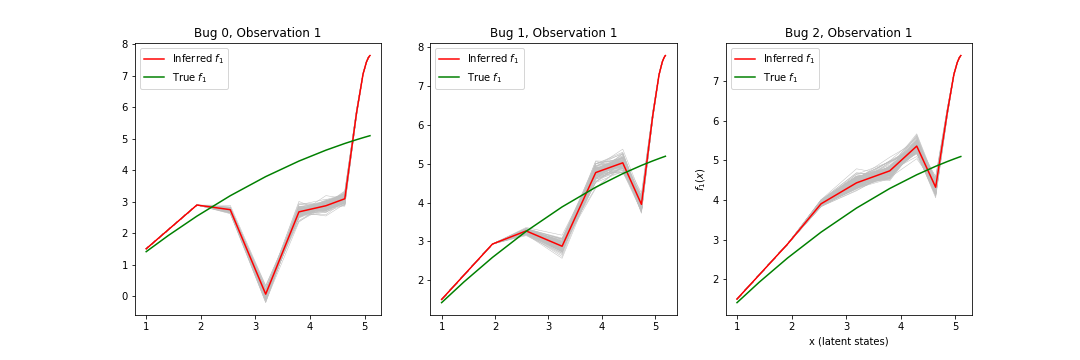 Bug 0, Observation 1
Inferred f₁
True f₁
8
7
6
5
4
3
2
1
0
1 2 3 4 5
Bug 1, Observation 1
Inferred f₁
True f₁
8
7
6
5
4
3
2
1 2 3 4 5
Bug 2, Observation 1
Inferred f₁
True f₁
f₁(x)
7
6
5
4
3
2
1 2 3 4 5
x (latent states)